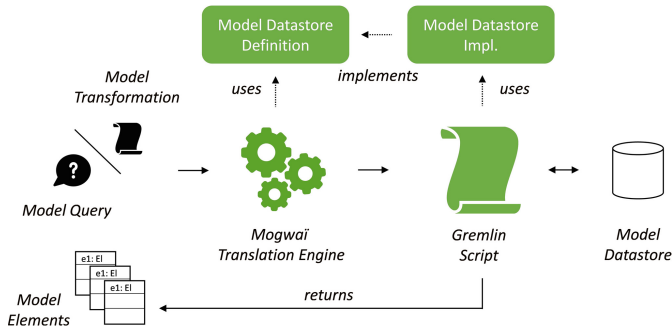 Model Datastore
Definition
Model Datastore
Impl.
implements
Model
Transformation
uses
uses
?
Model Query
Mogwaï
Translation Engine
Gremlin
Script
Model
Datastore
e1: El
e1: El
e1: El
Model
Elements
returns